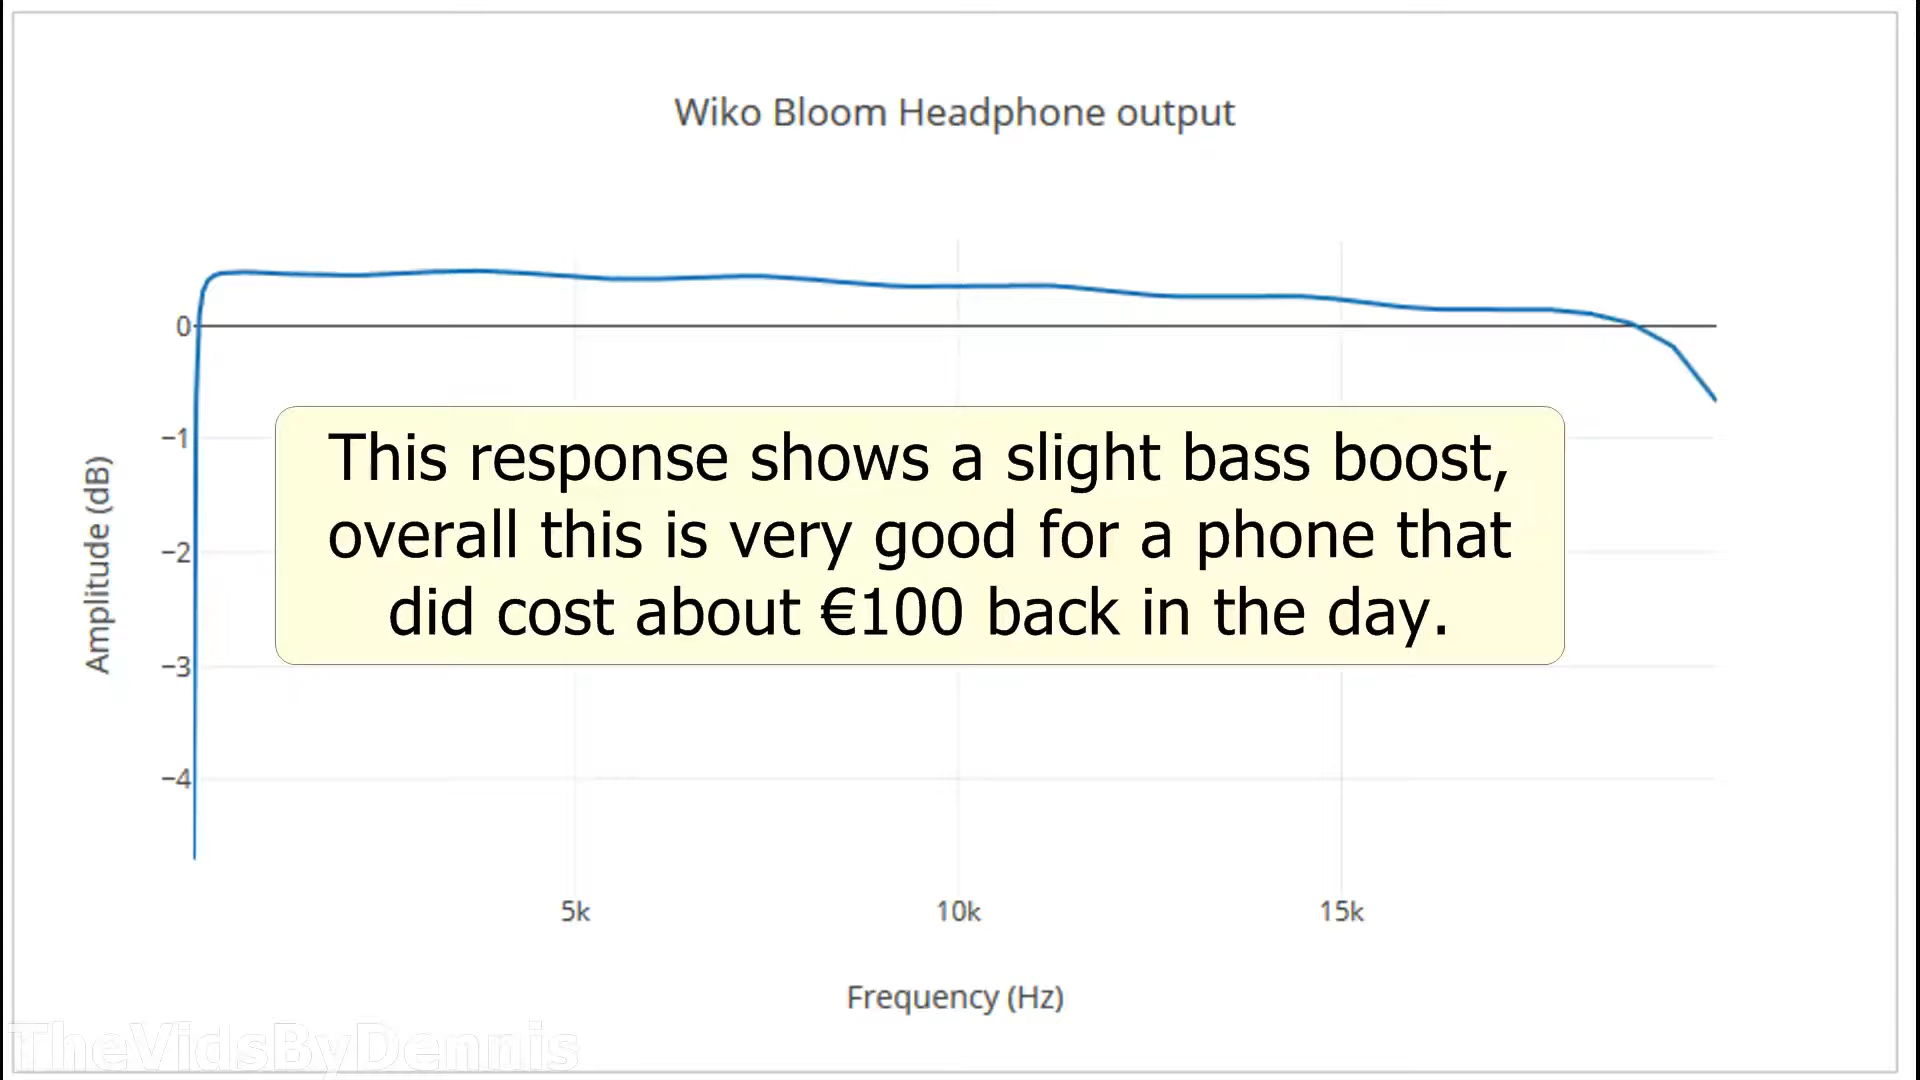 Wiko Bloom Headphone output
0
−1
−2
−3
−4
Amplitude (dB)
This response shows a slight bass boost,
overall this is very good for a phone that
did cost about €100 back in the day.
5k 10k 15k
Frequency (Hz)
TheVidsByDennis